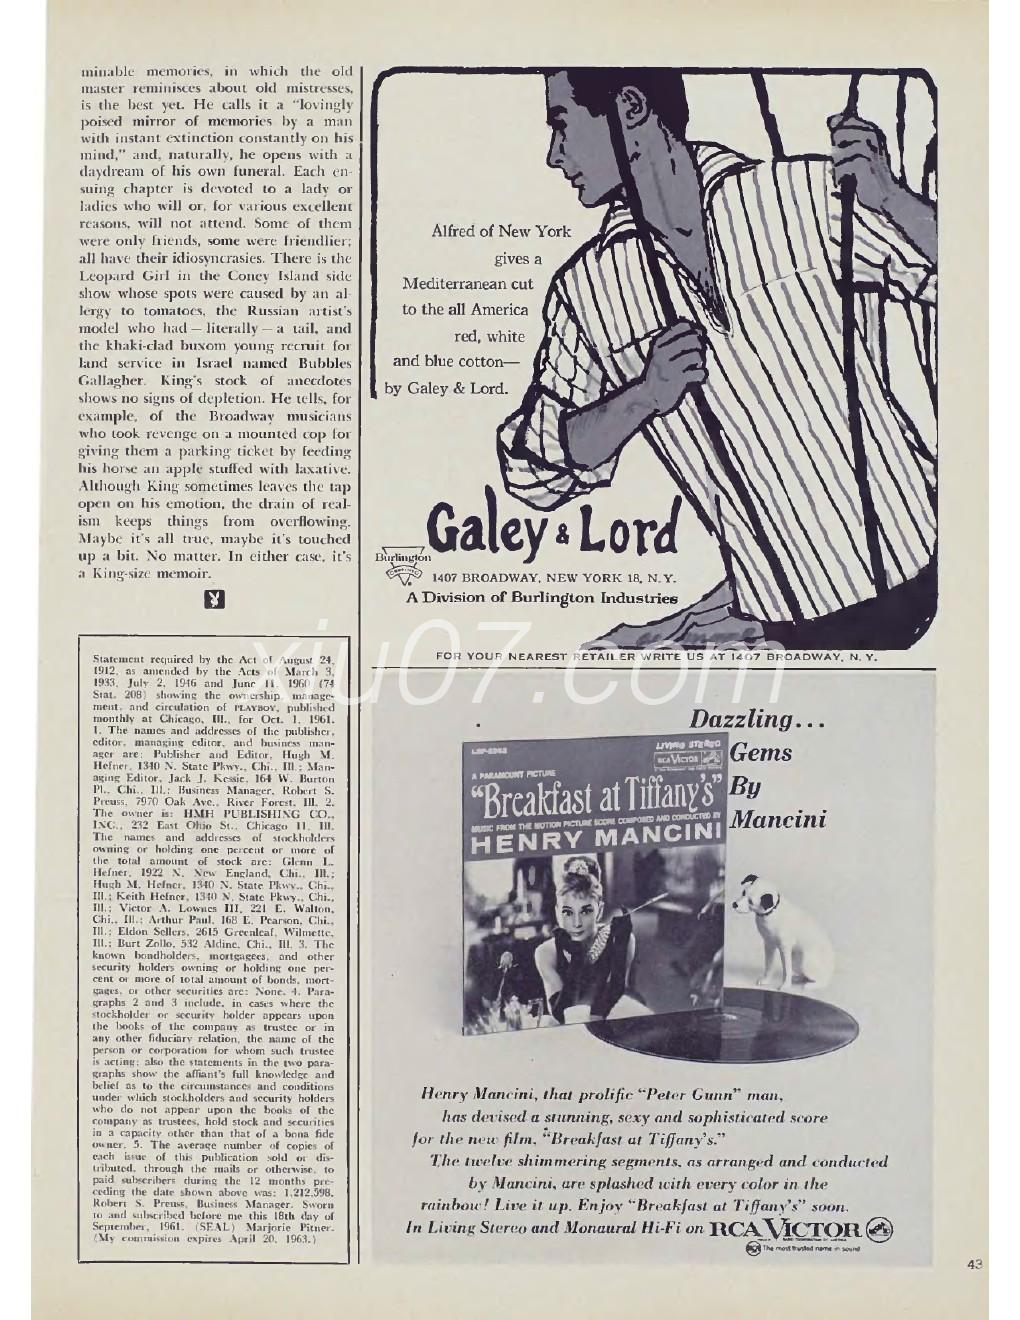 minable memories, in which the old
master reminisces about old mistresses,
is the best yet. He calls it a "lovingly
poised mirror of memories by a man
with instant extinction constantly on his
mind," and, naturally, he opens with a
daydream of his own funeral. Each en-
suing chapter is devoted to a lady or
ladies who will or, for various excellent
reasons, will not attend. Some of them
were only friends, some were friendlier;
all have their idiosyncrasies. There is the
Leopard Girl in the Coney Island side
show whose spots were caused by an al-
lergy to tomatoes, the Russian artist's
model who had — literally — a tail, and
the khaki-clad buxom young recruit for
land service in Israel named Bubbles
Gallagher. King's stock of anecdotes
shows no signs of depletion. He tells, for
example, of the Broadway musicians
who took revenge on a mounted cop for
giving them a parking ticket by feeding
his horse an apple stuffed with laxative.
Although King sometimes leaves the tap
open on his emotion, the drain of real-
ism keeps things from overflowing.
Maybe it's all true, maybe it's touched
up a bit. No matter. In either case, it's
a King-size memoir.
Statement required by the Act of August 24,
1912, as amended by the Acts of March 3,
1933, July 2, 1946 and June 11, 1960 (74
Stat. 208) showing the ownership, manage-
ment, and circulation of PLAYBOY, published
monthly at Chicago, Ill., for Oct. 1, 1961.
1. The names and addresses of the publisher,
editor, managing editor, and business man-
ager are: Publisher and Editor, Hugh M.
Hefner, 1340 N. State Pkwy., Chi., Ill.; Man-
aging Editor, Jack J. Kessie, 164 W. Burton
Pl., Chi., Ill.; Business Manager, Robert S.
Preuss, 7970 Oak Ave., River Forest, Ill. 2.
The owner is: HMH PUBLISHING CO.,
INC., 232 East Ohio St., Chicago 11, Ill.
The names and addresses of stockholders
owning or holding one percent or more of
the total amount of stock are: Glenn L.
Hefner, 1922 N. New England, Chi., Ill.;
Hugh M. Hefner, 1340 N. State Pkwy., Chi.,
Ill.; Keith Hefner, 1340 N. State Pkwy., Chi.,
Ill.; Victor A. Lownes III, 221 E. Walton,
Chi., Ill.; Arthur Paul, 168 E. Pearson, Chi.,
Ill.; Eldon Sellers, 2615 Greenleaf, Wilmette,
Ill.; Burt Zollo, 532 Aldine, Chi., Ill. 3. The
known bondholders, mortgagees, and other
security holders owning or holding one per-
cent or more of total amount of bonds, mort-
gages, or other securities are: None. 4. Para-
graphs 2 and 3 include, in cases where the
stockholder or security holder appears upon
the books of the company as trustee or in
any other fiduciary relation, the name of the
person or corporation for whom such trustee
is acting; also the statements in the two para-
graphs show the affiant's full knowledge and
belief as to the circumstances and conditions
under which stockholders and security holders
who do not appear upon the books of the
company as trustees, hold stock and securities
in a capacity other than that of a bona fide
owner. 5. The average number of copies of
each issue of this publication sold or dis-
tributed, through the mails or otherwise, to
paid subscribers during the 12 months pre-
ceding the date shown above was: 1,212,598.
Robert S. Preuss, Business Manager. Sworn
to and subscribed before me this 18th day of
September, 1961. (SEAL) Marjorie Pitner.
(My commission expires April 20, 1963.)
Alfred of New York
gives a
Mediterranean cut
to the all America
red, white
and blue cotton—
by Galey & Lord.
Galey & Lord
Burlington
1407 BROADWAY, NEW YORK 18, N.Y.
A Division of Burlington Industries
FOR YOUR NEAREST RETAILER WRITE US AT 1407 BROADWAY, N.Y.
xiu07.com
Dazzling...
Gems
By
Mancini
LSP-2362
LIVING STEREO
RCA VICTOR
A PARAMOUNT PICTURE
"Breakfast at Tiffany's"
MUSIC FROM THE MOTION PICTURE SCORE COMPOSED AND CONDUCTED BY
HENRY MANCINI
Henry Mancini, that prolific "Peter Gunn" man,
has devised a stunning, sexy and sophisticated score
for the new film, "Breakfast at Tiffany's."
The twelve shimmering segments, as arranged and conducted
by Mancini, are splashed with every color in the
rainbow! Live it up. Enjoy "Breakfast at Tiffany's" soon.
In Living Stereo and Monaural Hi-Fi on RCA VICTOR
The most trusted name in sound
43